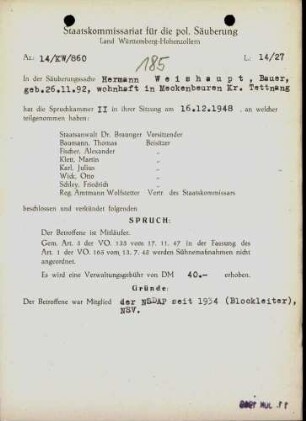 Staatskommissariat für die pol. Säuberung
Land Württemberg-Hohenzollern
Az: 14/KW/860
185
L 14/27
In der Säuberungssache Hermann Weishaupt, Bauer,
geb.26.11.92, wohnhaft in Meckenbeuren Kr. Tettnang
hat die Spruchkammer II in ihrer Sitzung am 16.12.1948, an welcher
teilgenommen haben:
Staatsanwalt Dr. Vorsitzender
Baumann, Thomas Beisitzer
Fischer, Alexander „
Klett, Martin „
Karl, Julius „
Wick, Otto „
Schley, Friedrich „
Reg. Amtmann Wolfstetter Vertr. des Staatskommissars
beschlossen und verkündet folgenden
SPRUCH:
Der Betroffene ist Mitläufer.
Gem. Art. 3 der VO. 133 vom 17. 11. 47 in der Fassung des
Art. 1 der VO. 165 vom 13. 7. 48 werden Sühnemaßnahmen nicht
angeordnet.
Es wird eine Verwaltungsgebühr von DM 40.- erhoben.
Gründe:
Der Betroffene war Mitglied der NSDAP seit 1934 (Blockleiter),
NSV.